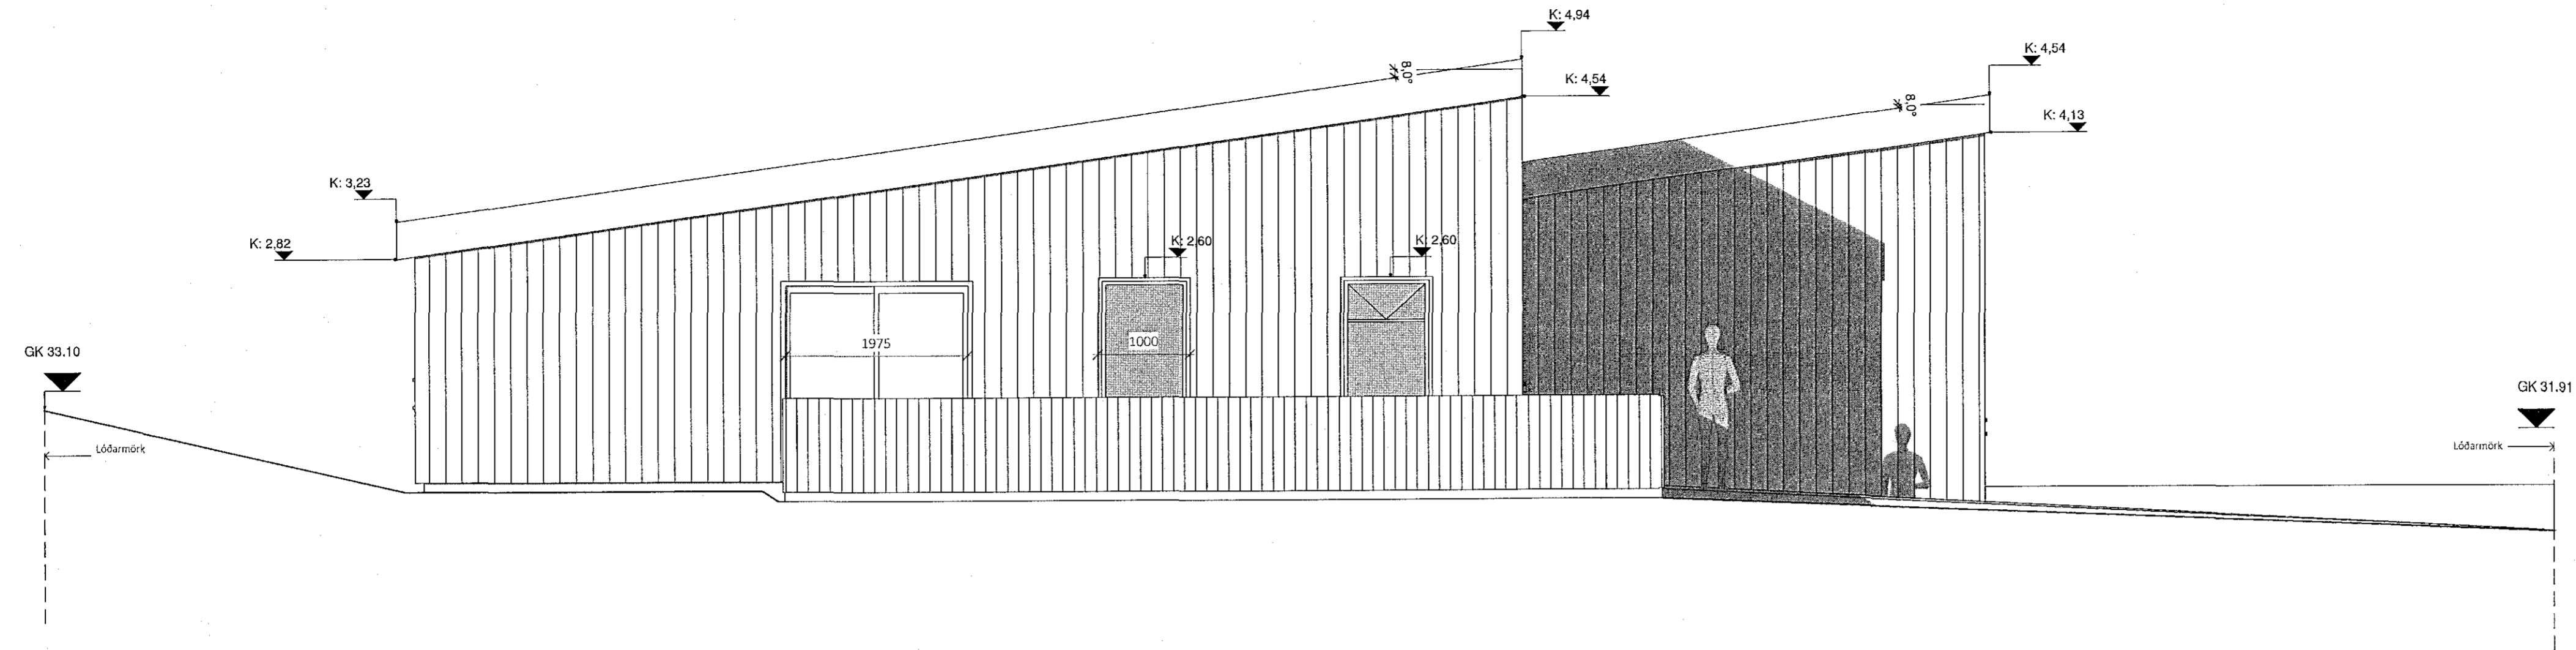 K: 4,94
K: 4,54
8,0°
K: 4,54
8,0°
K: 4,13
K: 3,23
K: 2,82
K: 2,60
K: 2,60
1975
1000
GK 33.10
GK 31.91
Lóðarmörk
Lóðarmörk